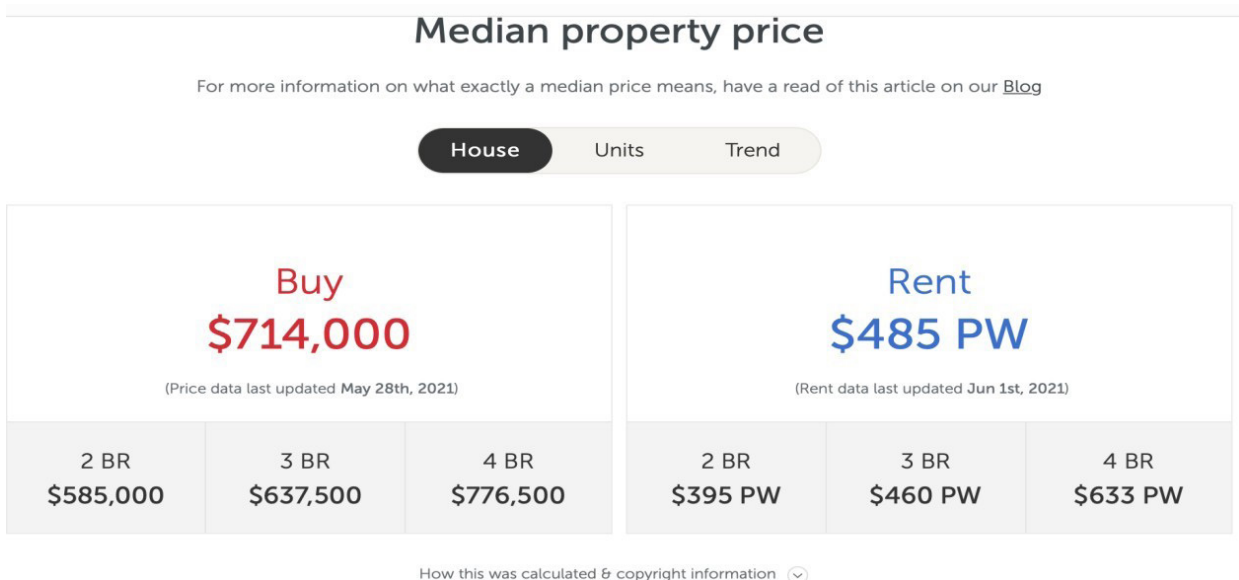 Median property price
For more information on what exactly a median price means, have a read of this article on our Blog
House Units Trend
Buy
$714,000
(Price data last updated May 28th, 2021)
2 BR 3 BR 4 BR
$585,000 $637,500 $776,500
Rent
$485 PW
(Rent data last updated Jun 1st, 2021)
2 BR 3 BR 4 BR
$395 PW $460 PW $633 PW
How this was calculated & copyright information